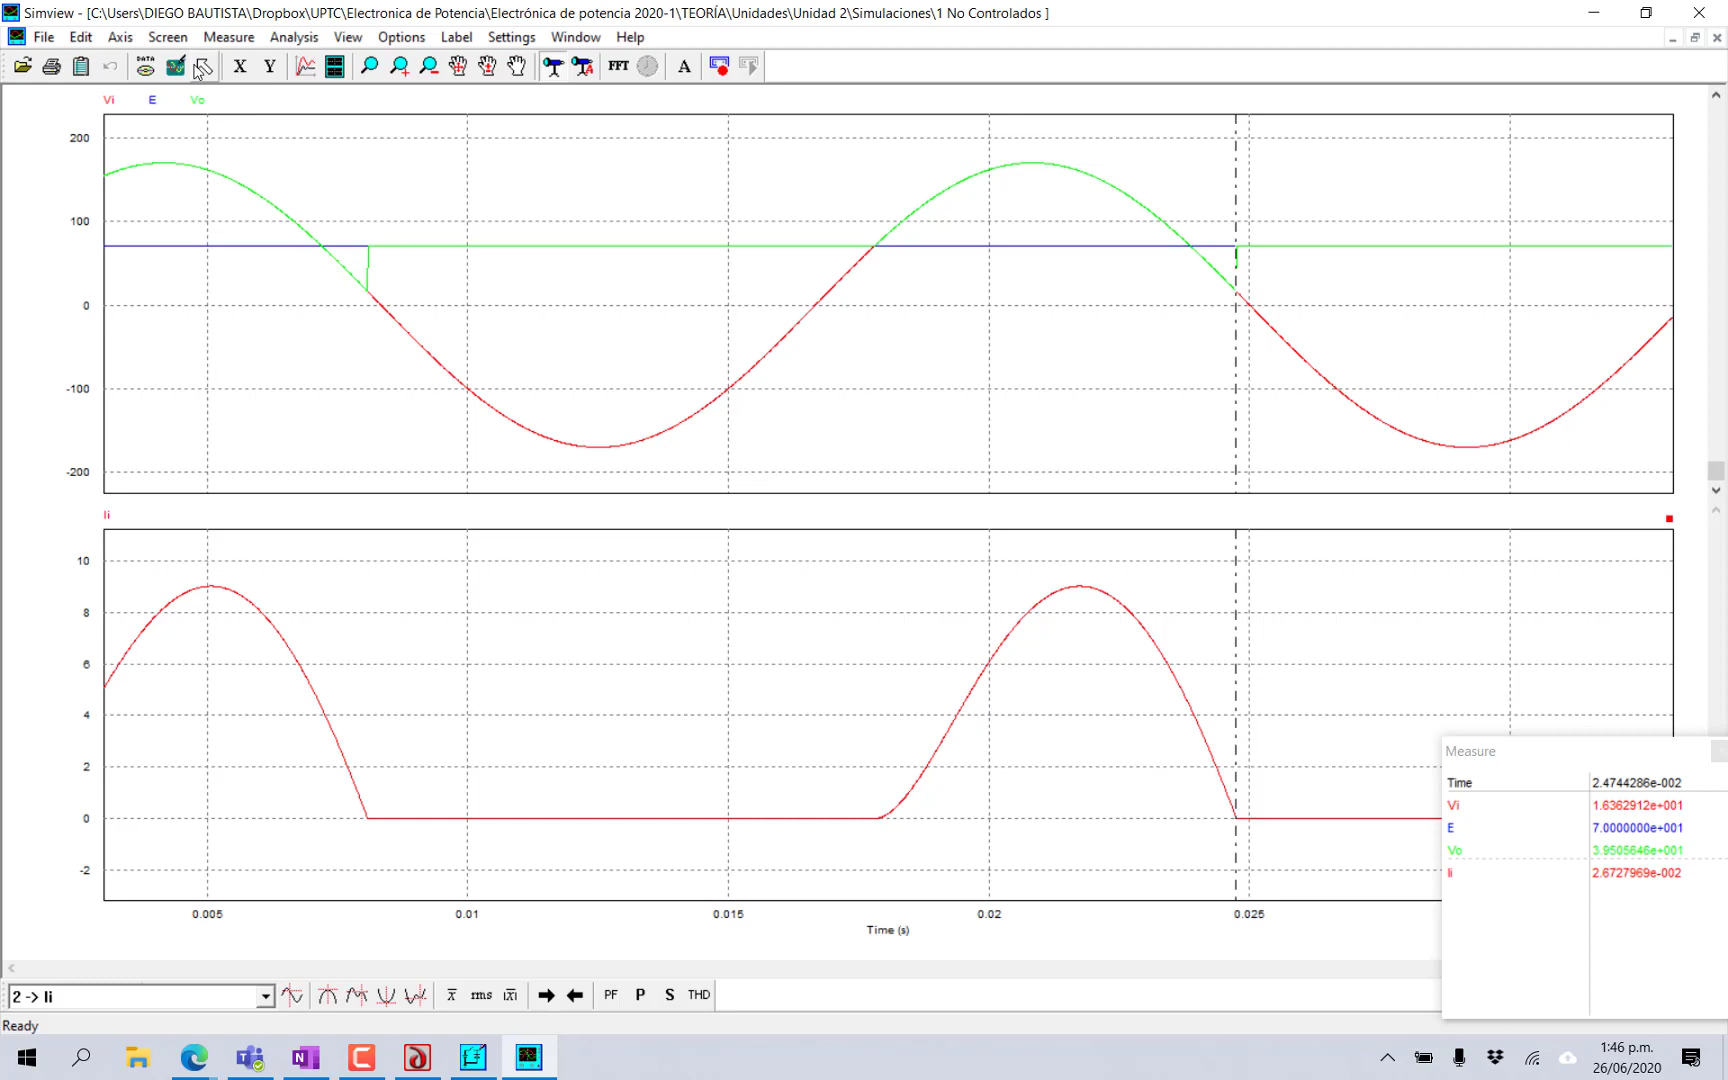 Simview - [C:\Users\DIEGO BAUTISTA\Dropbox\UPTC\Electronica de Potencia\Electrónica de potencia 2020-1\TEORÍA\Unidades\Unidad 2\Simulaciones\1 No Controlados ]
File Edit Axis Screen Measure Analysis View Options Label Settings Window Help
DATA X Y FFT A
Vi E Vo
200
100
0
-100
-200
Ii
10
8
6
4
2
0
-2
0.005 0.01 0.015 0.02 0.025
Time (s)
Measure
Time 2.4744286e-002
Vi 1.6362912e+001
E 7.0000000e+001
Vo 3.9505646e+001
Ii 2.6727969e-002
2 -> Ii
x rms |x| PF P S THD
Ready
1:46 p.m.
26/06/2020